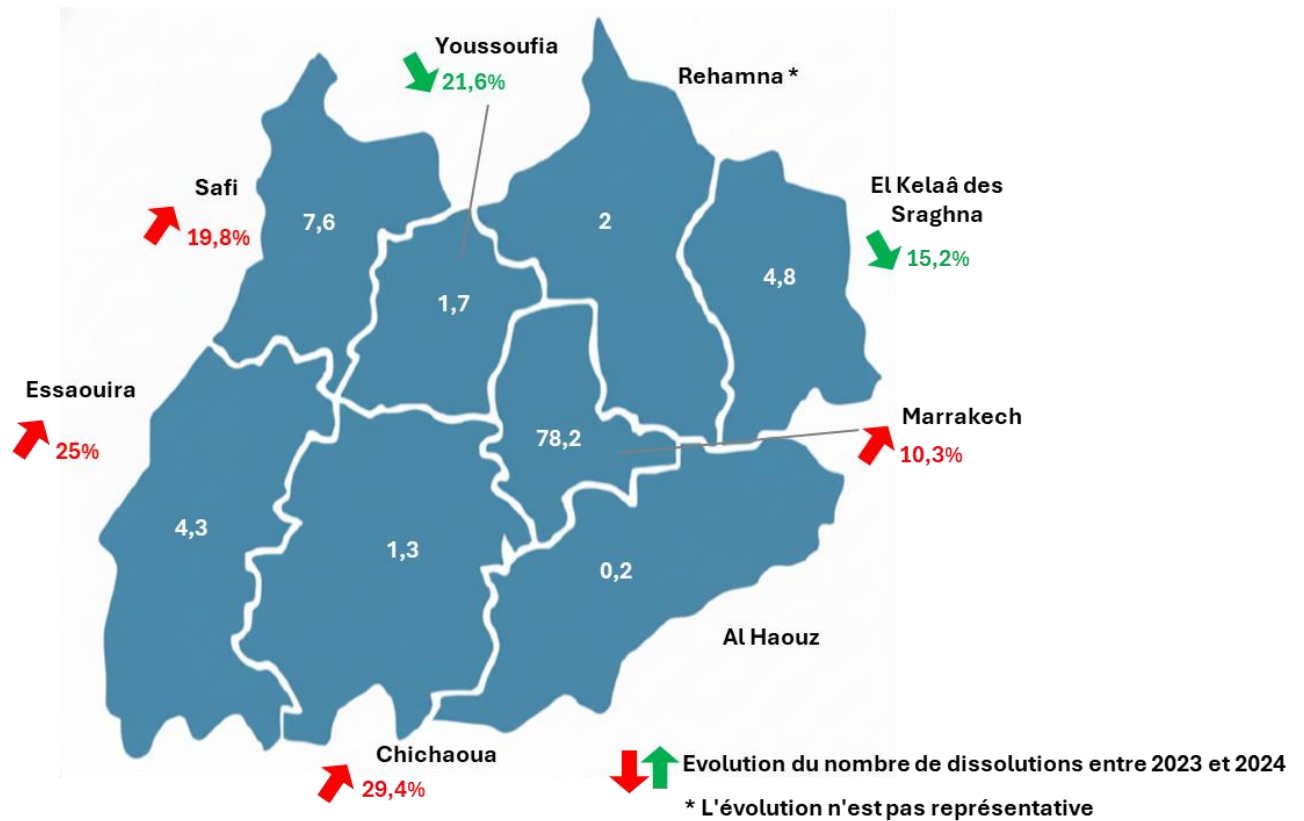 Youssoufia
21,6%
Rehamna *
Safi
19,8%
7,6
2
El Kelaâ des
Sraghna
15,2%
1,7
4,8
Essaouira
25%
Marrakech
10,3%
78,2
4,3
1,3
0,2
Al Haouz
Chichaoua
29,4%
Evolution du nombre de dissolutions entre 2023 et 2024
* L'évolution n'est pas représentative